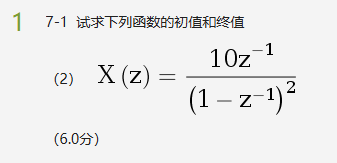 1 7-1 试求下列函数的初值和终值
(2) X(z) = \frac{10z^{-1}}{(1-z^{-1})^2}
(6.0分)